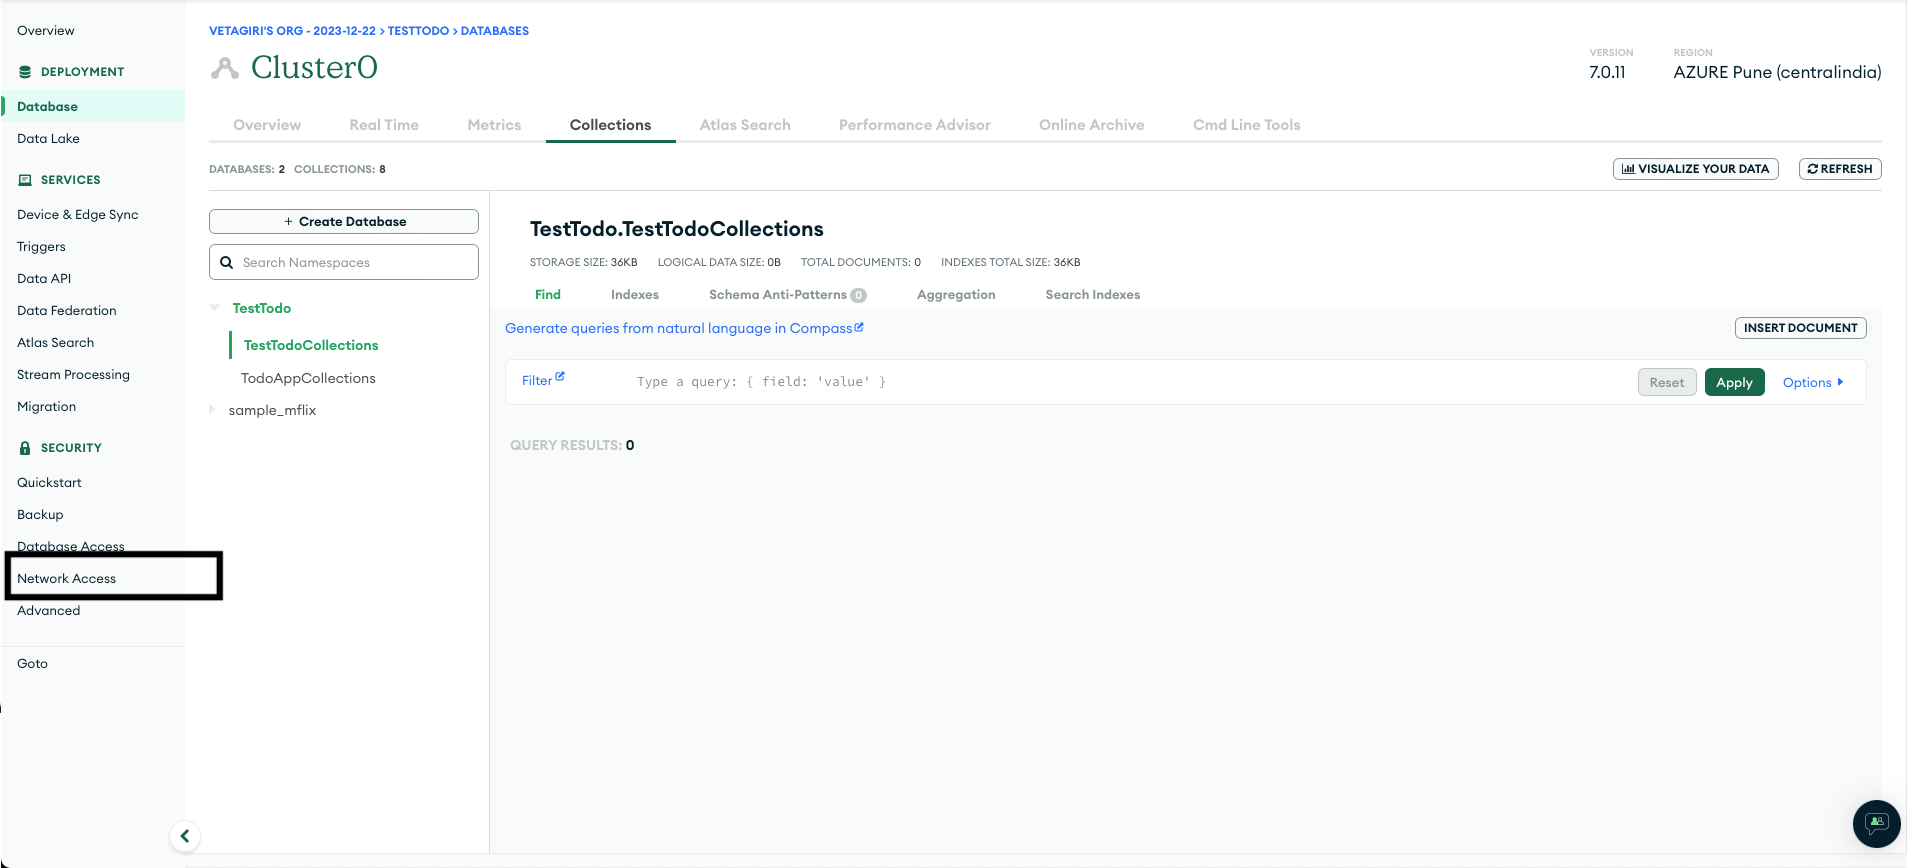 Overview
DEPLOYMENT
Database
Data Lake
SERVICES
Device & Edge Sync
Triggers
Data API
Data Federation
Atlas Search
Stream Processing
Migration
SECURITY
Quickstart
Backup
Database Access
Network Access
Advanced
Goto
VETAGIRI'S ORG - 2023-12-22 > TESTTODO > DATABASES
Cluster0
VERSION
7.0.11
REGION
AZURE Pune (centralindia)
Overview Real Time Metrics Collections Atlas Search Performance Advisor Online Archive Cmd Line Tools
DATABASES: 2 COLLECTIONS: 8
VISUALIZE YOUR DATA
REFRESH
+ Create Database
Search Namespaces
TestTodo
TestTodoCollections
TodoAppCollections
sample_mflix
TestTodo.TestTodoCollections
STORAGE SIZE: 36KB LOGICAL DATA SIZE: 0B TOTAL DOCUMENTS: 0 INDEXES TOTAL SIZE: 36KB
Find Indexes Schema Anti-Patterns 0 Aggregation Search Indexes
Generate queries from natural language in Compass
INSERT DOCUMENT
Filter Type a query: { field: 'value' } Reset Apply Options
QUERY RESULTS: 0